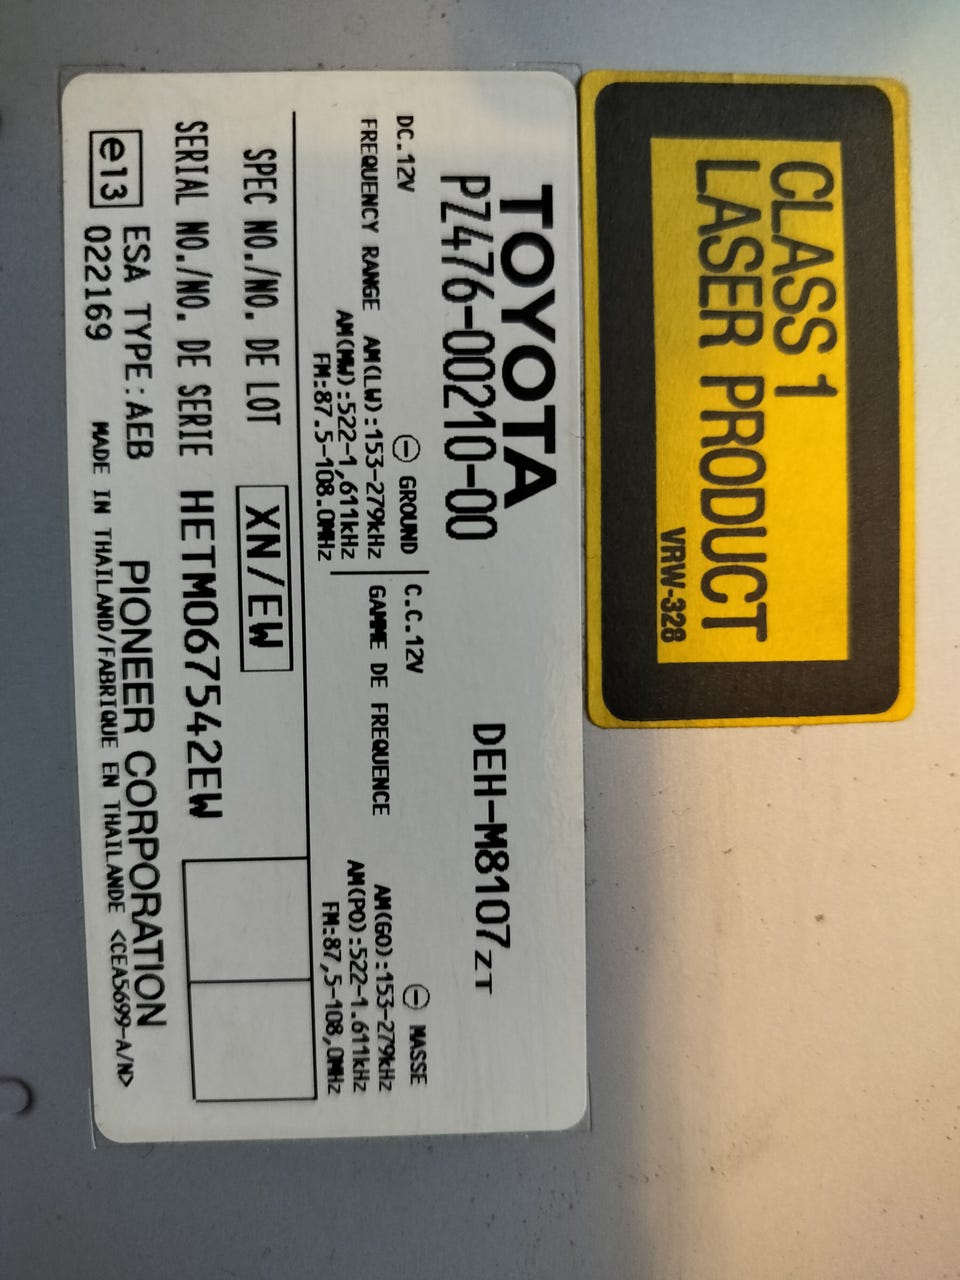 CLASS 1
LASER PRODUCT
VRW-328
TOYOTA
PZ476-00210-00 DEH-M8107ZT
DC.12V ⊖ GROUND C.C.12V ⊖ MASSE
FREQUENCY RANGE AM(LW):153-279kHz GAMME DE FREQUENCE AM(GO):153-279kHz
AM(MW):522-1,611kHz AM(PO):522-1.611kHz
FM:87.5-108.0MHz FM:87,5-108,0MHz
SPEC NO./NO. DE LOT XN/EW
SERIAL NO./NO. DE SERIE HETM067542EW
e13 ESA TYPE:AEB PIONEER CORPORATION
022169 MADE IN THAILAND/FABRIQUE EN THAILANDE <CEA5699-A/N>